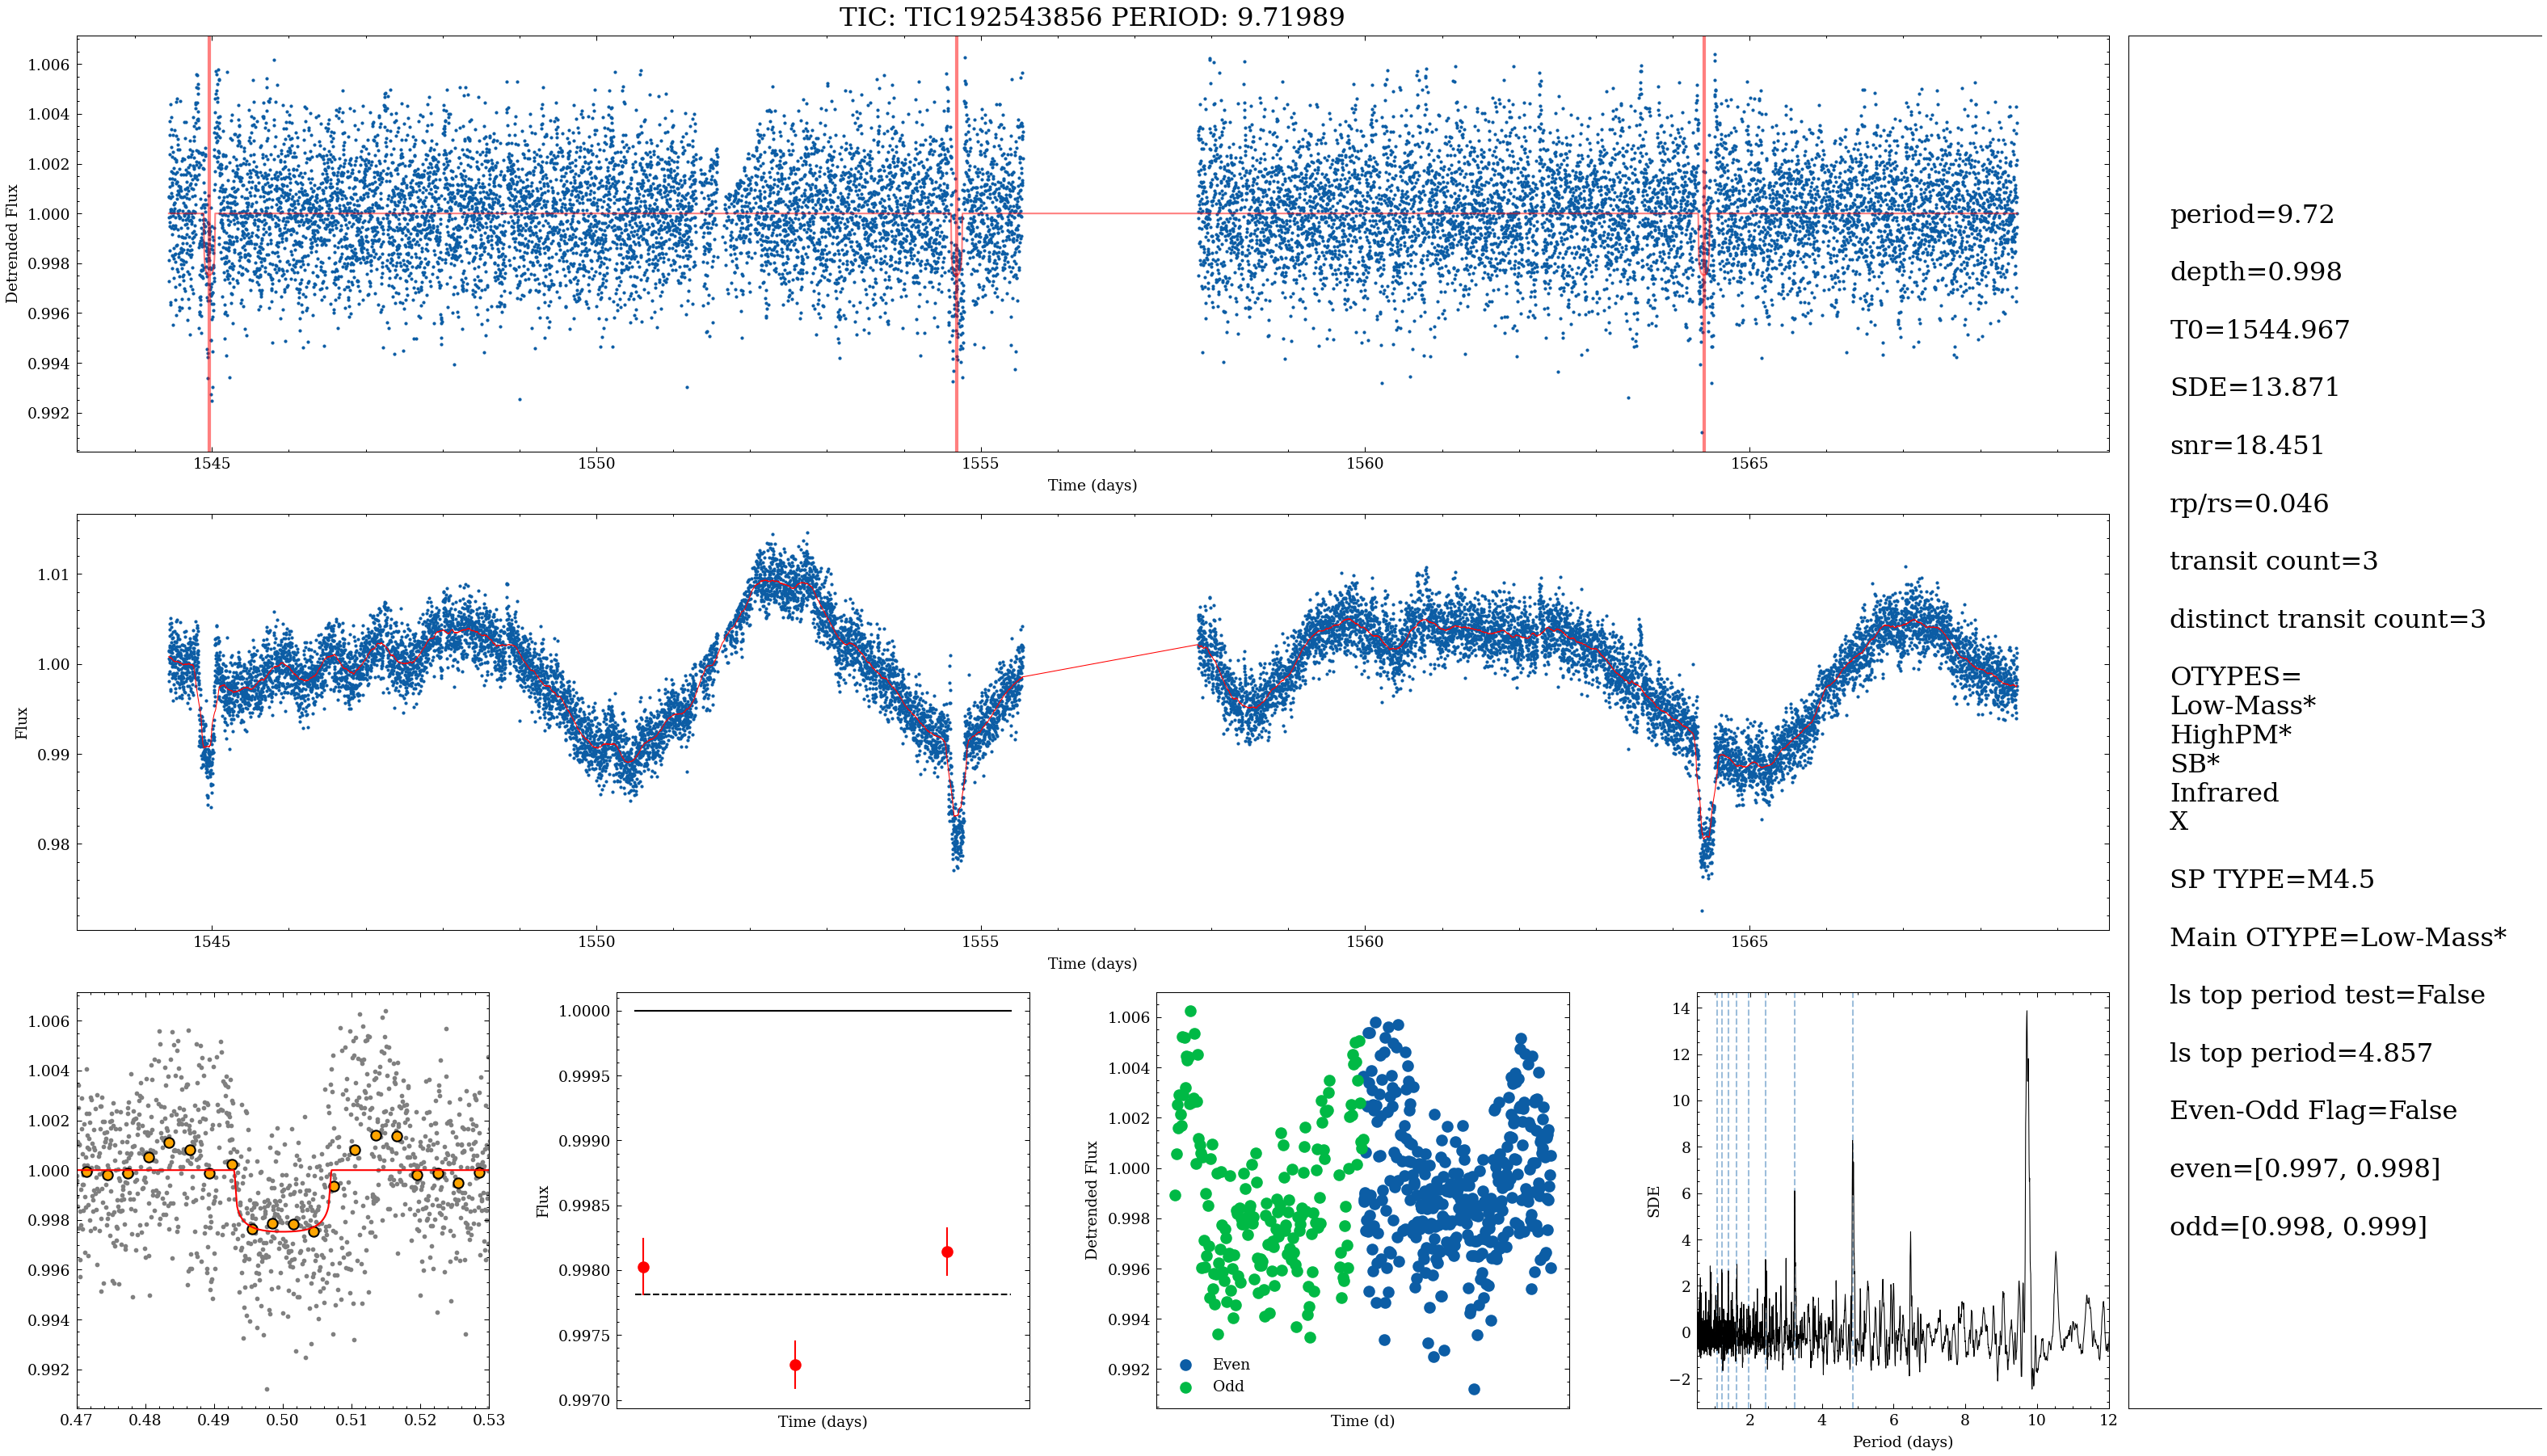 TIC: TIC192543856 PERIOD: 9.71989
1.006
1.004
1.002
1.000
0.998
0.996
0.994
0.992
Detrended Flux
1545
1550
1555
1560
1565
Time (days)
1.01
1.00
0.99
0.98
Flux
1545
1550
1555
1560
1565
Time (days)
1.006
1.004
1.002
1.000
0.998
0.996
0.994
0.992
0.47
0.48
0.49
0.50
0.51
0.52
0.53
1.0000
0.9995
0.9990
0.9985
0.9980
0.9975
0.9970
Flux
Time (days)
1.006
1.004
1.002
1.000
0.998
0.996
0.994
0.992
Detrended Flux
Even
Odd
Time (d)
14
12
10
8
6
4
2
0
−2
SDE
2
4
6
8
10
12
Period (days)
period=9.72
depth=0.998
T0=1544.967
SDE=13.871
snr=18.451
rp/rs=0.046
transit count=3
distinct transit count=3
OTYPES=
Low-Mass*
HighPM*
SB*
Infrared
X
SP TYPE=M4.5
Main OTYPE=Low-Mass*
ls top period test=False
ls top period=4.857
Even-Odd Flag=False
even=[0.997, 0.998]
odd=[0.998, 0.999]